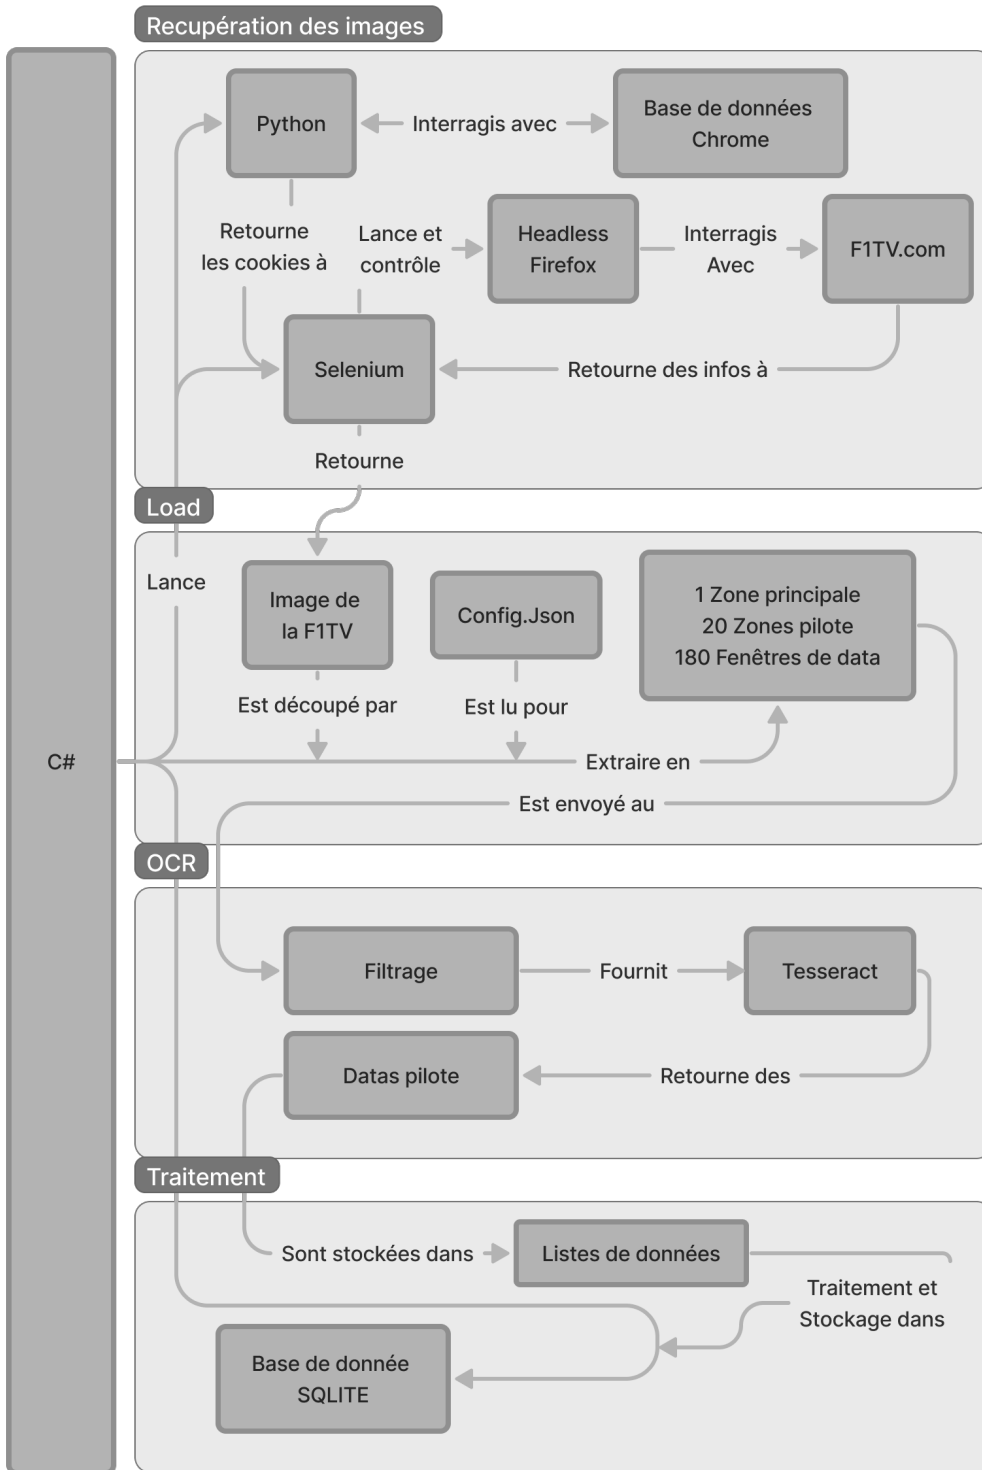 Recupération des images
Python
Interragis avec
Base de données
Chrome
Retourne
les cookies à
Lance et
contrôle
Headless
Firefox
Interragis
Avec
F1TV.com
Selenium
Retourne des infos à
Retourne
Load
Lance
Image de
la F1TV
Config.Json
1 Zone principale
20 Zones pilote
180 Fenêtres de data
Est découpé par
Est lu pour
C#
Extraire en
Est envoyé au
OCR
Filtrage
Fournit
Tesseract
Datas pilote
Retourne des
Traitement
Sont stockées dans
Listes de données
Traitement et
Stockage dans
Base de donnée
SQLITE